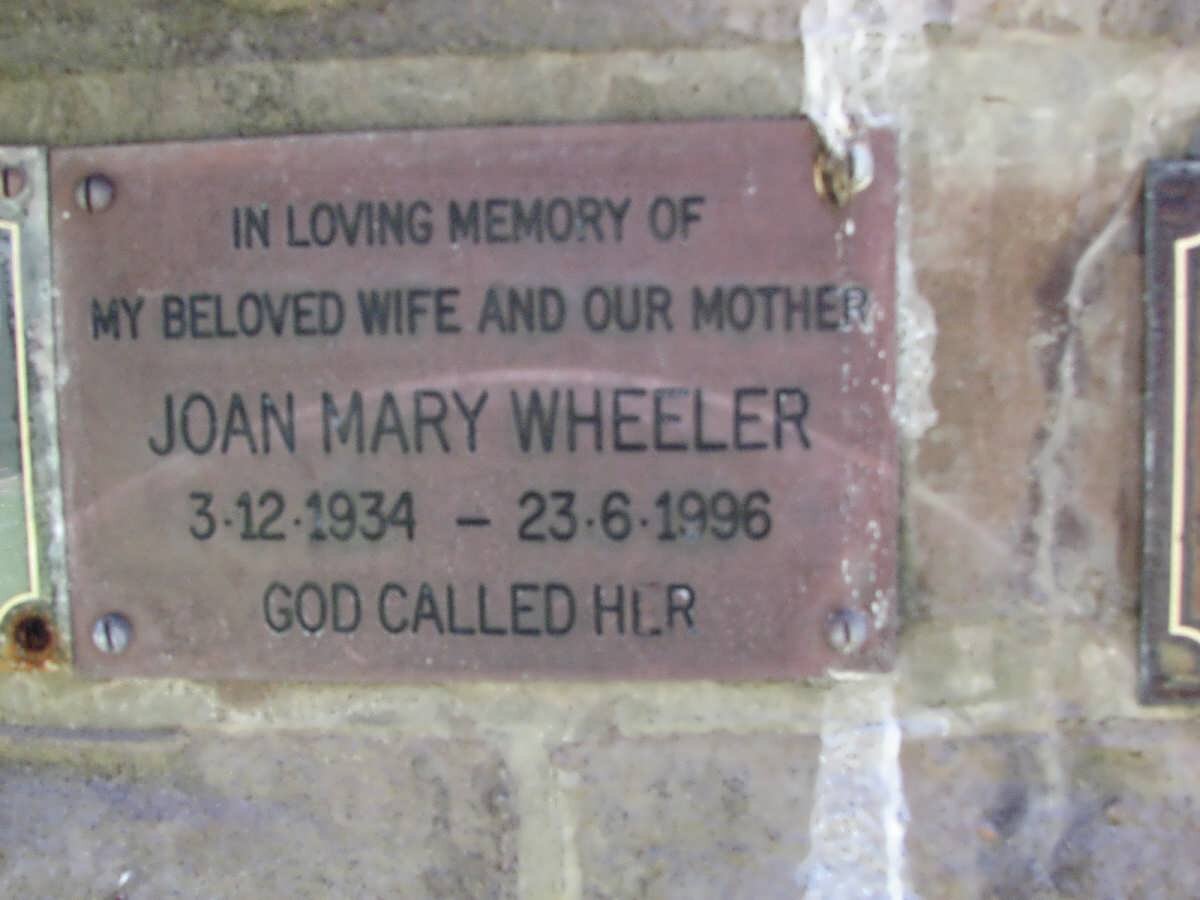 IN LOVING MEMORY OF
MY BELOVED WIFE AND OUR MOTHER
JOAN MARY WHEELER
3·12·1934 – 23·6·1996
GOD CALLED HER